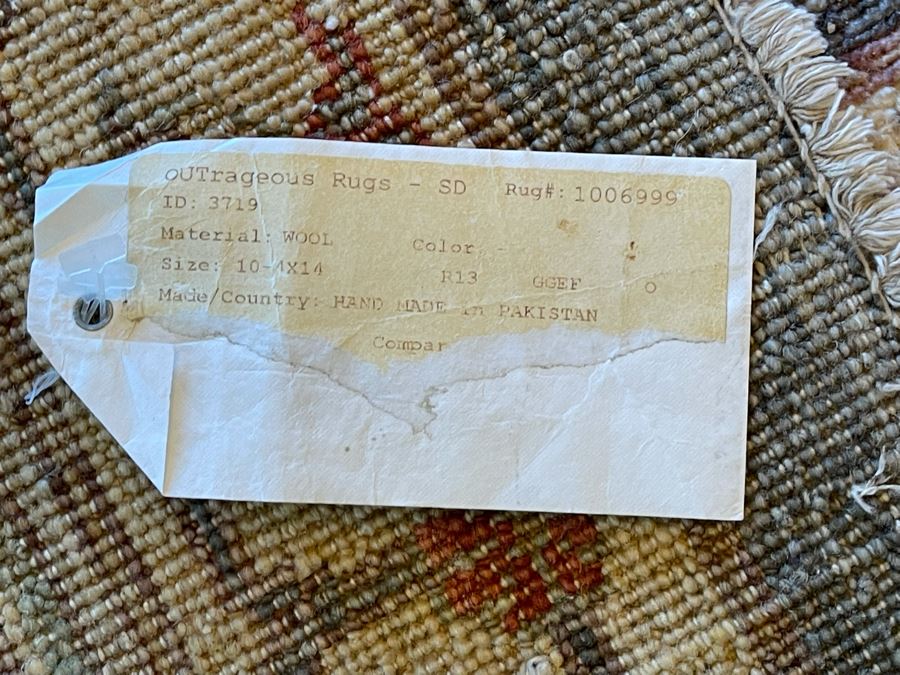 oUTrageous Rugs - SD Rug#: 1006999
ID: 3719
Material: WOOL Color: -
Size: 10-4X14 R13 GGEF O
Made/Country: HAND MADE in PAKISTAN
Compar